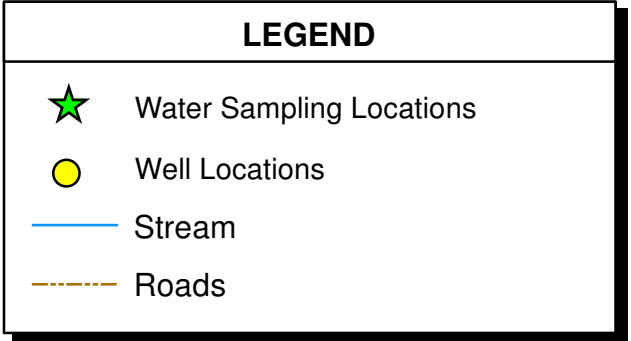 LEGEND
Water Sampling Locations
Well Locations
Stream
Roads